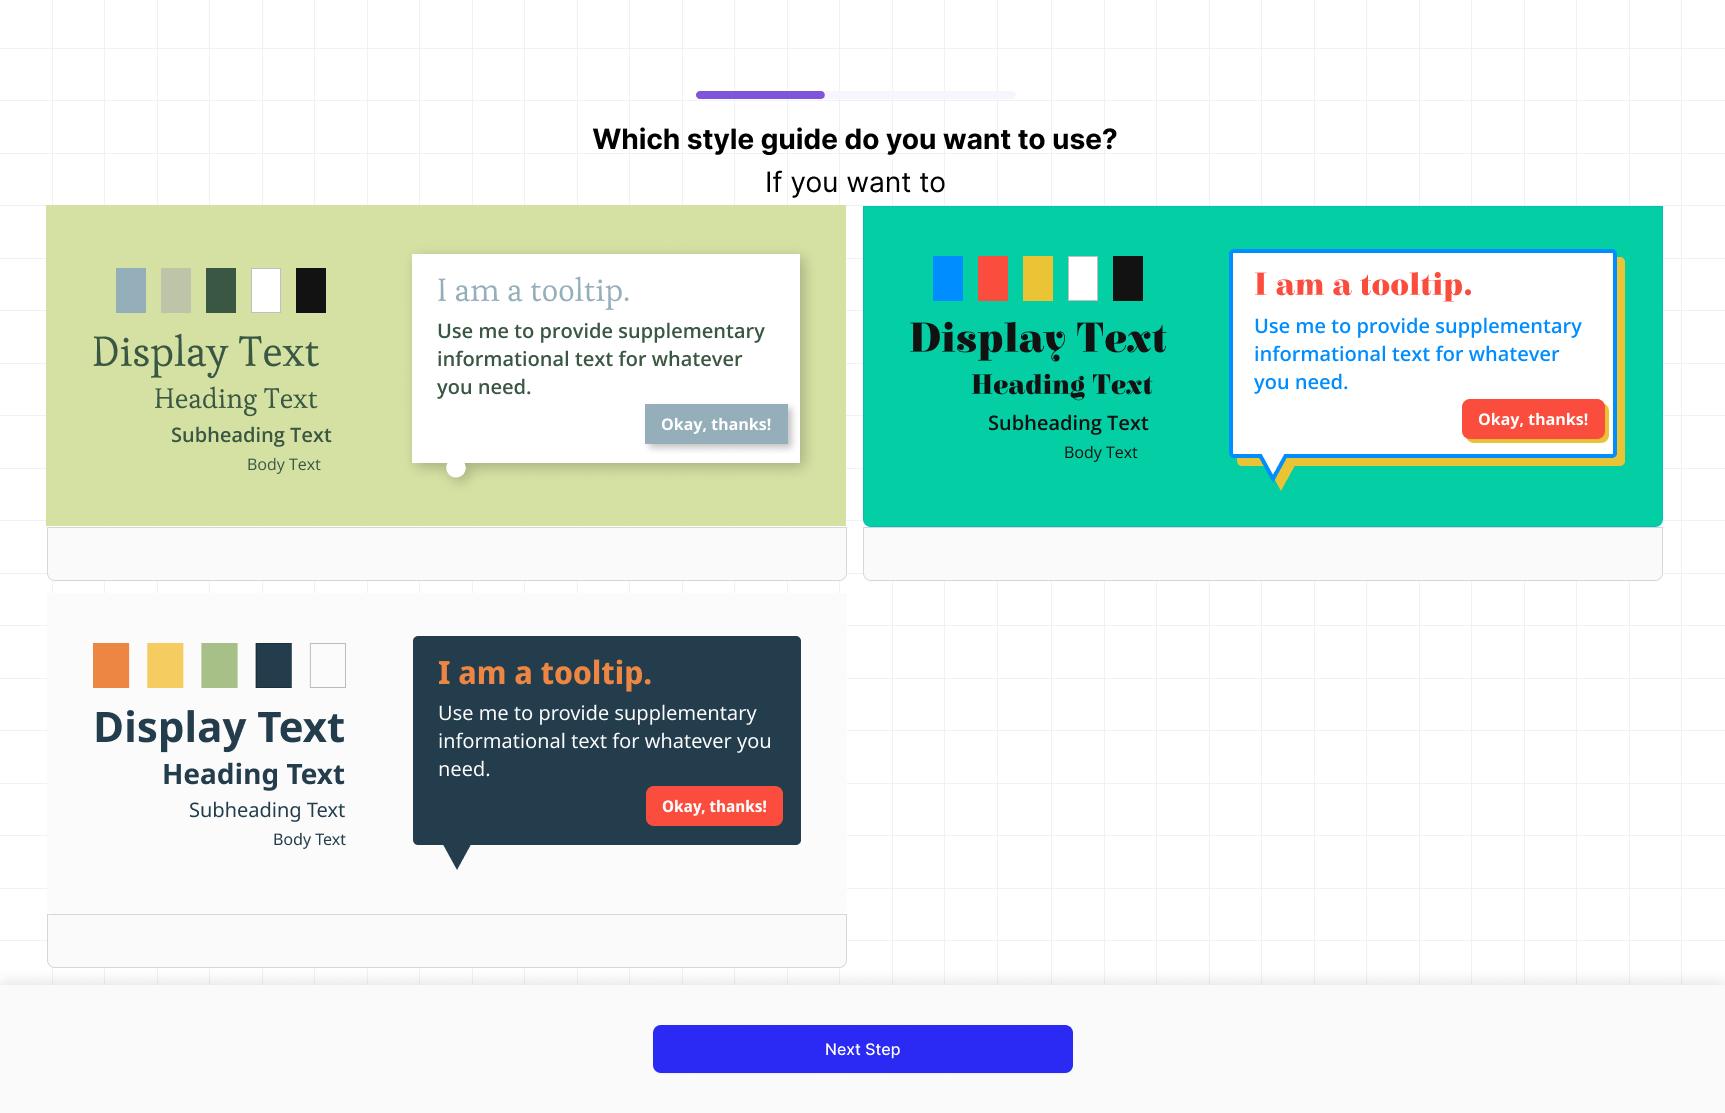 Which style guide do you want to use?
If you want to
Display Text
Heading Text
Subheading Text
Body Text
I am a tooltip.
Use me to provide supplementary
informational text for whatever
you need.
Okay, thanks!
Display Text
Heading Text
Subheading Text
Body Text
I am a tooltip.
Use me to provide supplementary
informational text for whatever
you need.
Okay, thanks!
Display Text
Heading Text
Subheading Text
Body Text
I am a tooltip.
Use me to provide supplementary
informational text for whatever you
need.
Okay, thanks!
Next Step